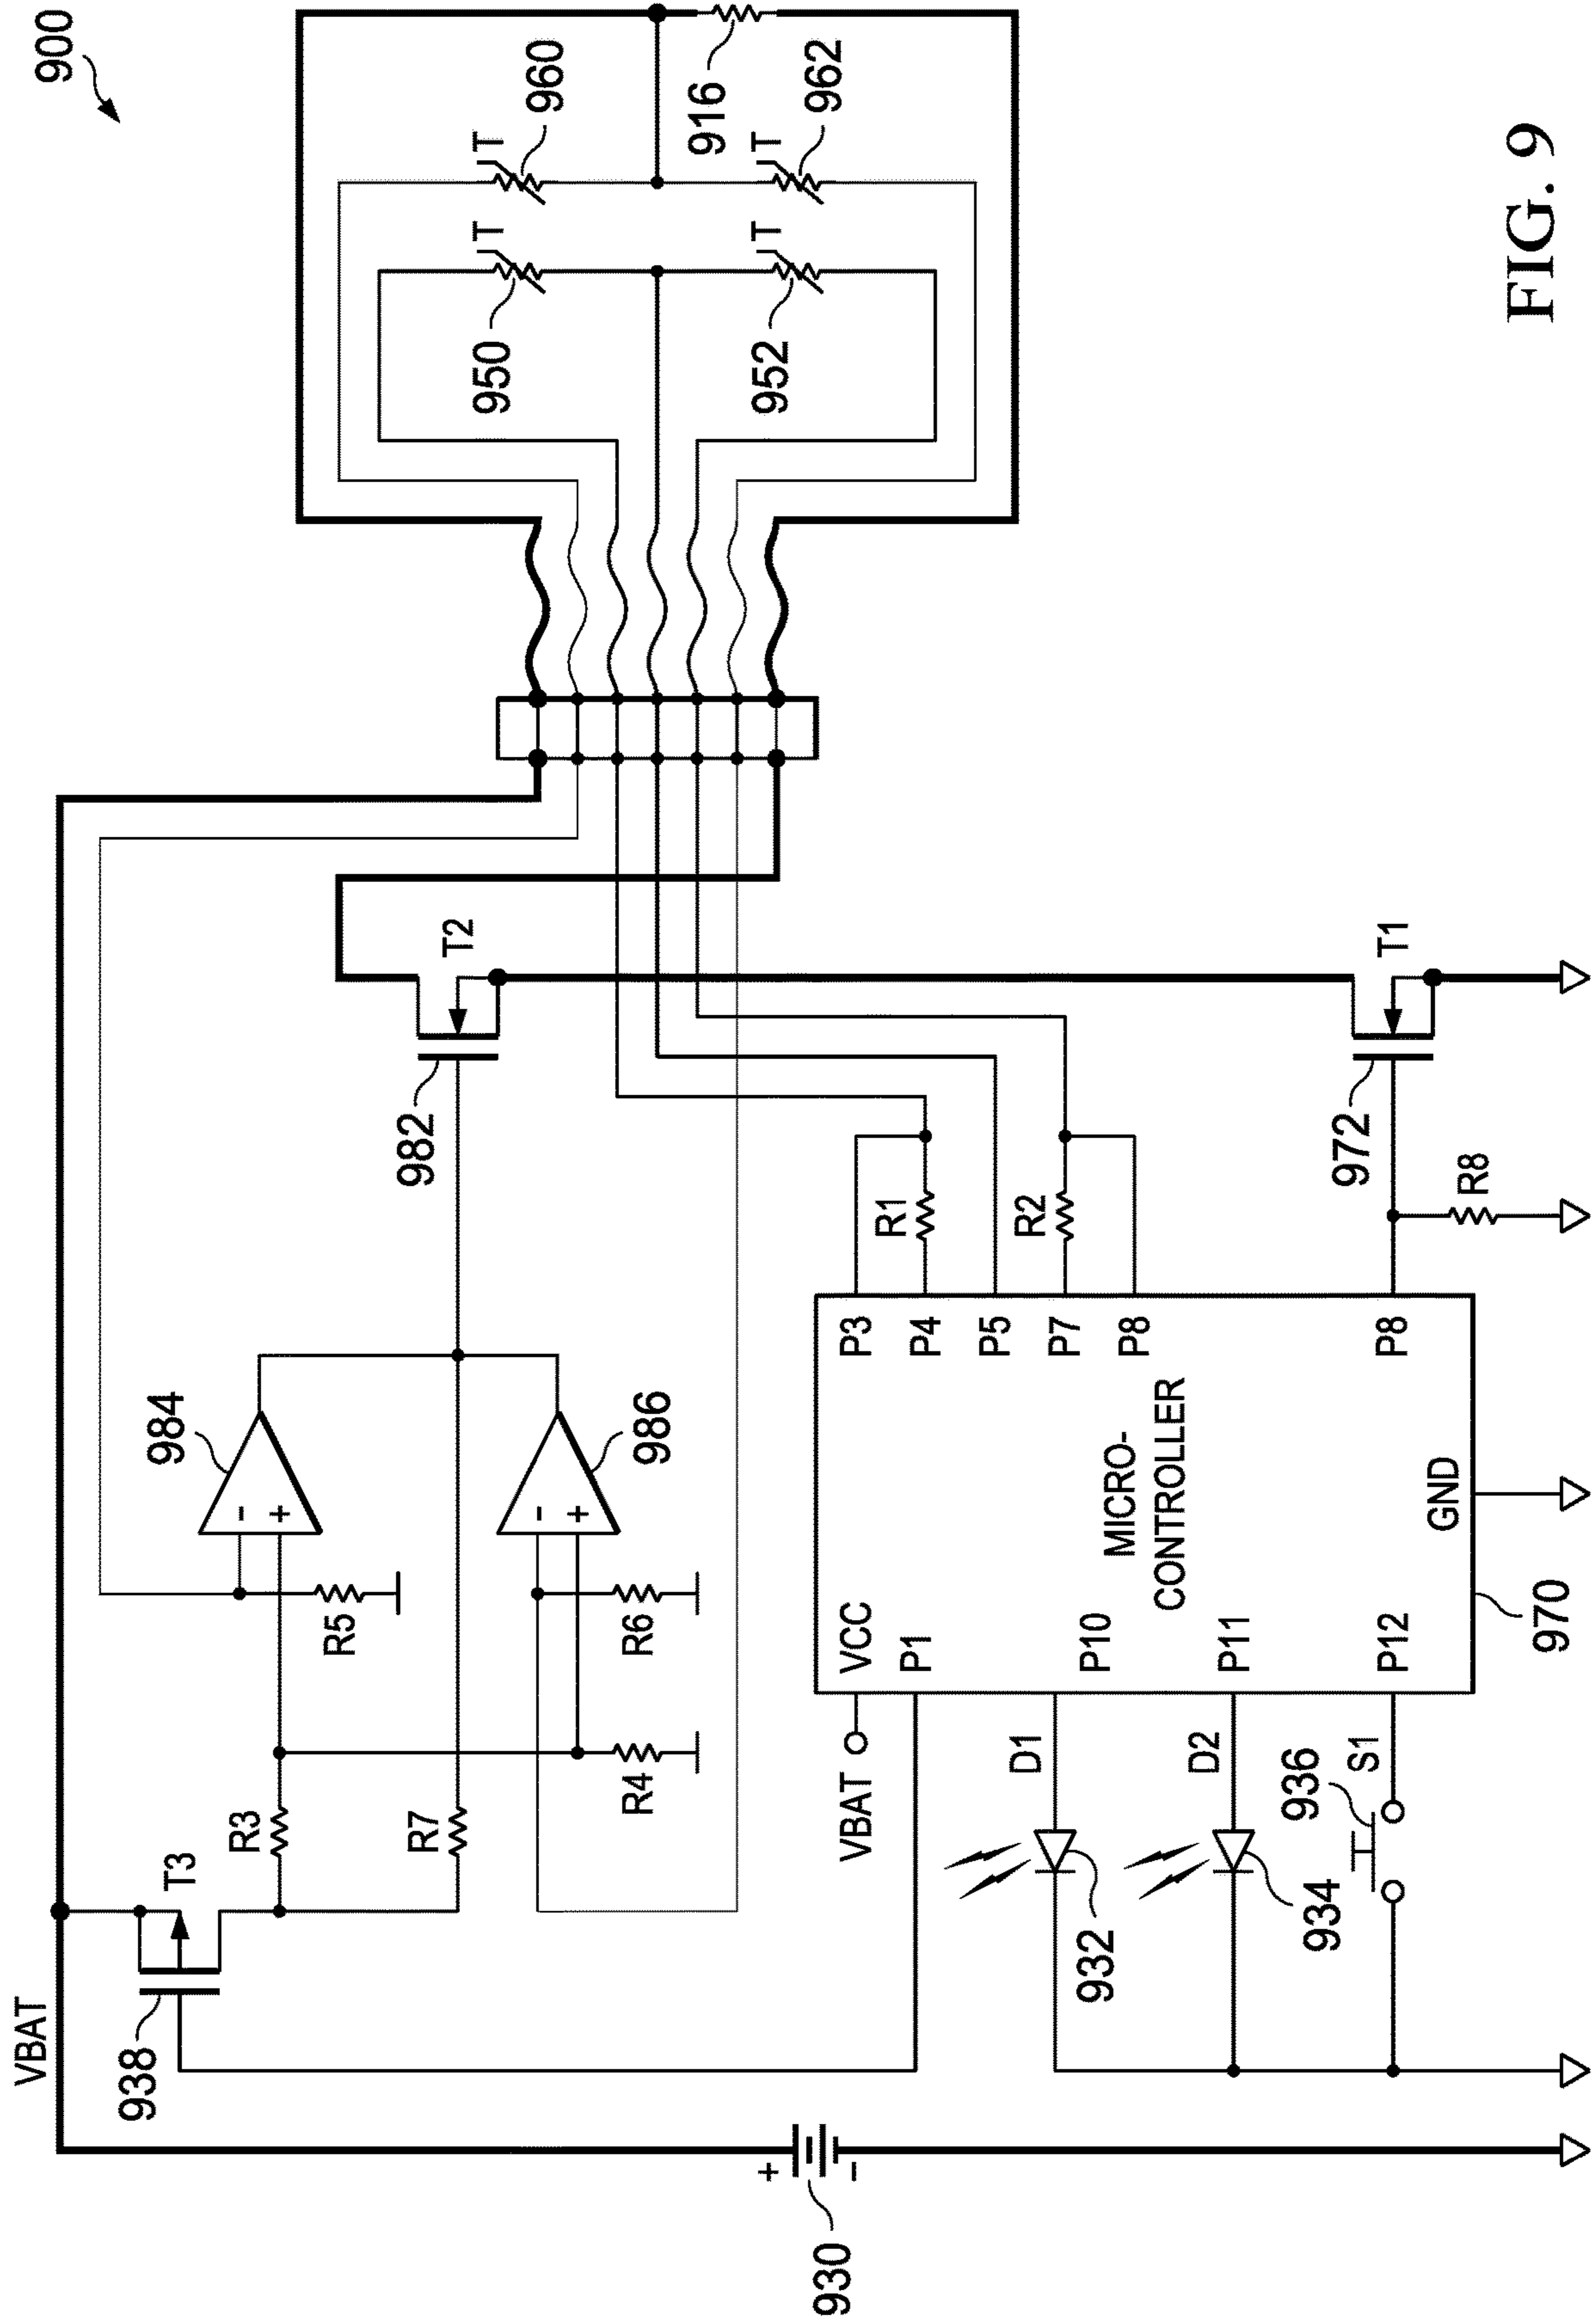 900
VBAT
938
T3
R3
R7
R5
R4
R6
984
-
+
986
-
+
982
T2
960
T
962
T
916
950
T
952
T
930
+
-
VBAT
VCC
P1
P10
P11
P12
GND
MICRO-
CONTROLLER
P3
P4
P5
P7
P8
P8
R1
R2
R8
972
T1
D1
932
D2
934
S1
936
970
FIG. 9